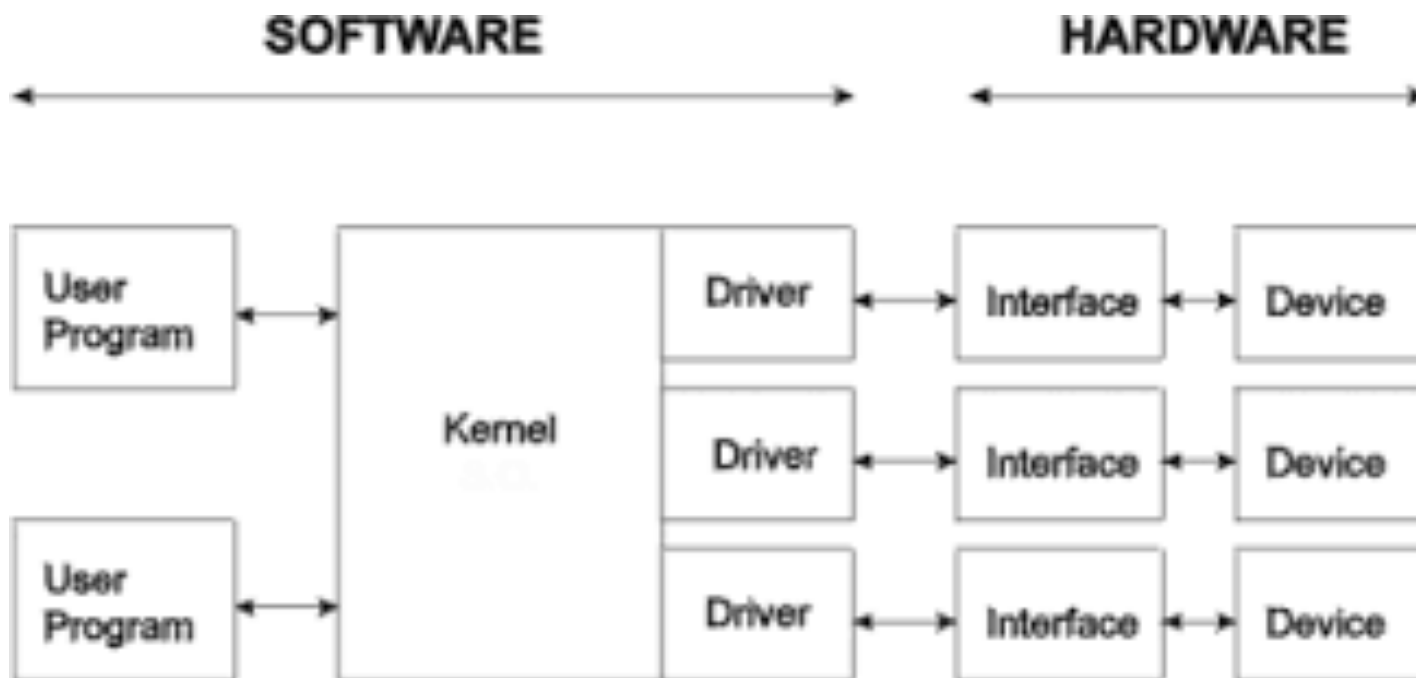 SOFTWARE
HARDWARE
User
Program
Kernel
Driver
Interface
Device
Driver
Interface
Device
User
Program
Driver
Interface
Device